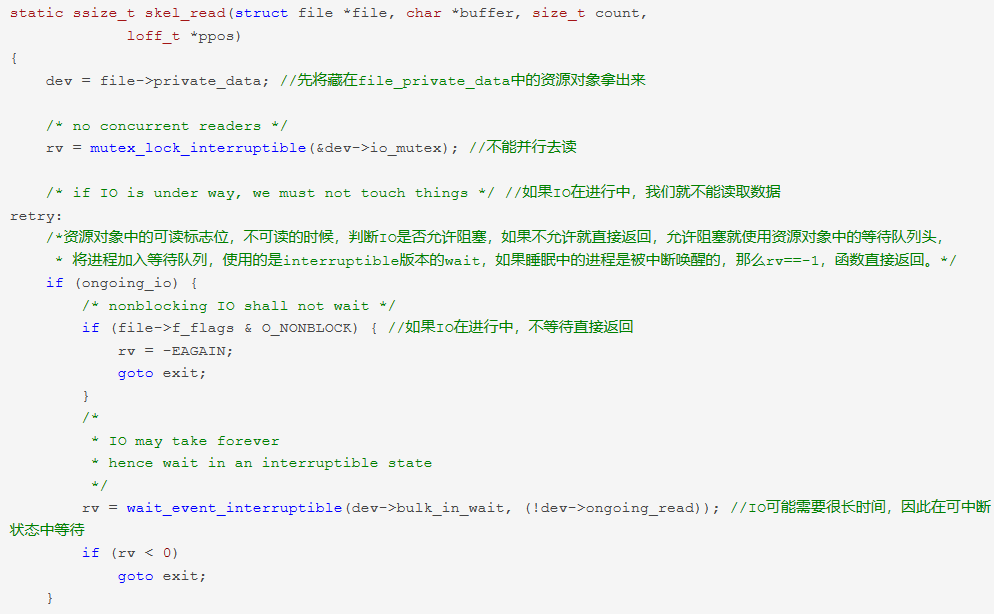 static ssize_t skel_read(struct file *file, char *buffer, size_t count,
             loff_t *ppos)
{
    dev = file->private_data; //先将藏在file_private_data中的资源对象拿出来

    /* no concurrent readers */
    rv = mutex_lock_interruptible(&dev->io_mutex); //不能并行去读

    /* if IO is under way, we must not touch things */ //如果IO在进行中，我们就不能读取数据
retry:
    /*资源对象中的可读标志位，不可读的时候，判断IO是否允许阻塞，如果不允许就直接返回，允许阻塞就使用资源对象中的等待队列头，
     * 将进程加入等待队列，使用的是interruptible版本的wait，如果睡眠中的进程是被中断唤醒的，那么rv==-1，函数直接返回。*/
    if (ongoing_io) {
        /* nonblocking IO shall not wait */
        if (file->f_flags & O_NONBLOCK) { //如果IO在进行中，不等待直接返回
            rv = -EAGAIN;
            goto exit;
        }
        /*
         * IO may take forever
         * hence wait in an interruptible state
         */
        rv = wait_event_interruptible(dev->bulk_in_wait, (!dev->ongoing_read)); //IO可能需要很长时间，因此在可中断
状态中等待
        if (rv < 0)
            goto exit;
    }